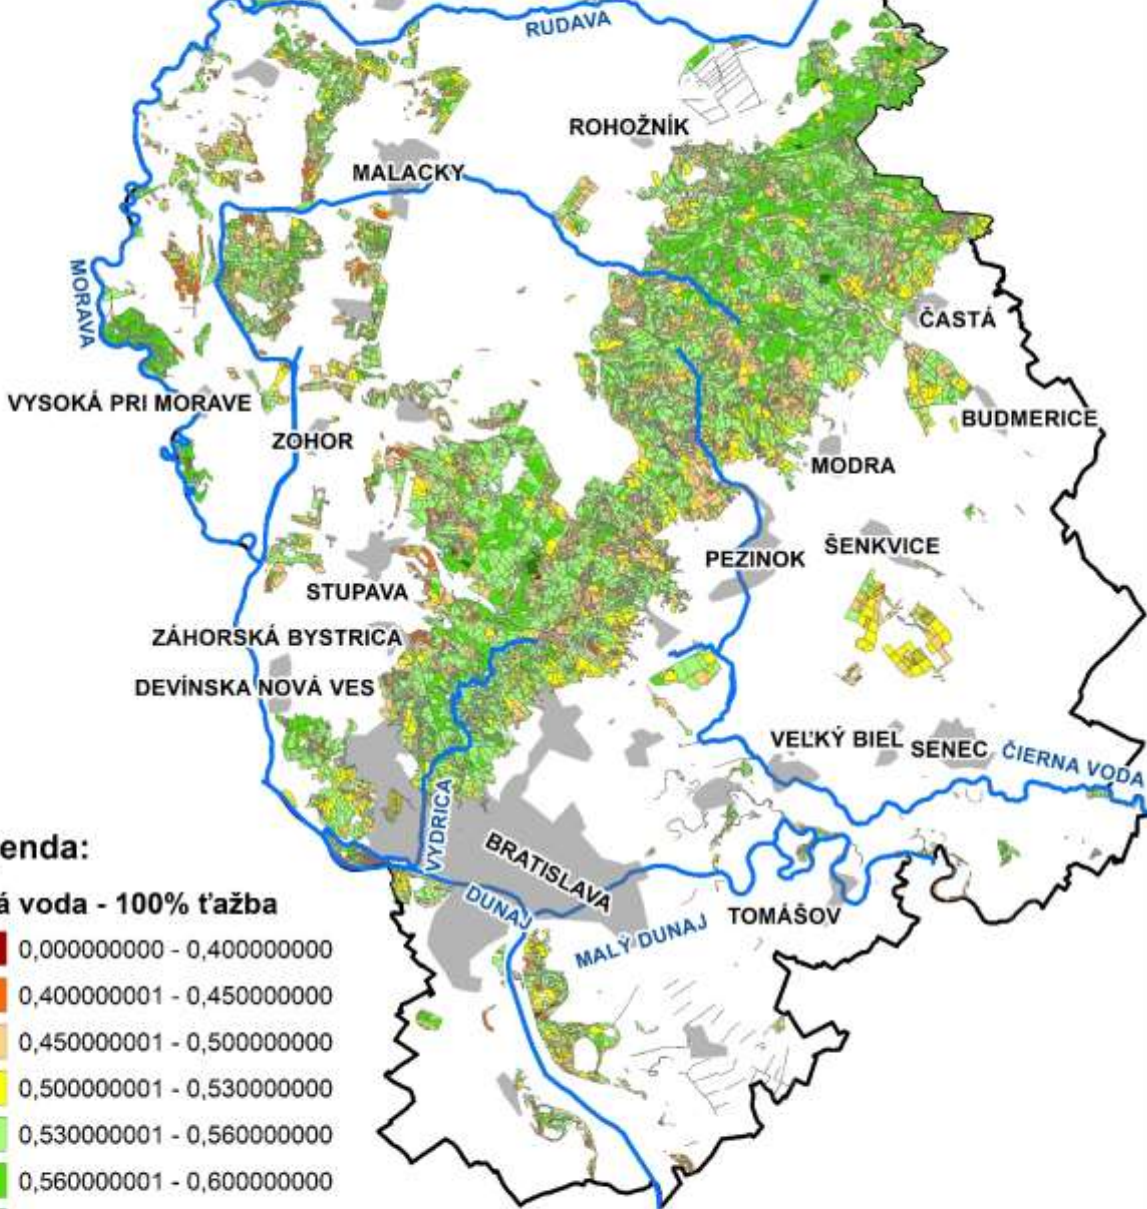 RUDAVA
ROHOŽNÍK
MALACKY
MORAVA
ČASTÁ
VYSOKÁ PRI MORAVE
BUDMERICE
ZOHOR
MODRA
PEZINOK
ŠENKVICE
STUPAVA
ZÁHORSKÁ BYSTRICA
DEVÍNSKA NOVÁ VES
VEĽKÝ BIEL
SENEC
ČIERNA VODA
VYDRICA
BRATISLAVA
DUNAJ
MALÝ DUNAJ
TOMÁŠOV
enda:
á voda - 100% ťažba
0,000000000 - 0,400000000
0,400000001 - 0,450000000
0,450000001 - 0,500000000
0,500000001 - 0,530000000
0,530000001 - 0,560000000
0,560000001 - 0,600000000